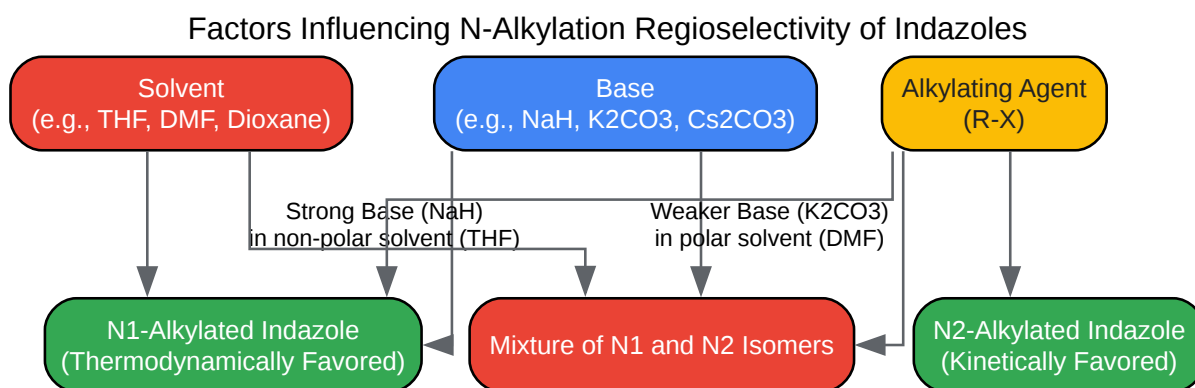 Factors Influencing N-Alkylation Regioselectivity of Indazoles
Solvent
(e.g., THF, DMF, Dioxane)
Base
(e.g., NaH, K2CO3, Cs2CO3)
Alkylating Agent
(R-X)
Strong Base (NaH)
in non-polar solvent (THF)
Weaker Base (K2CO3)
in polar solvent (DMF)
N1-Alkylated Indazole
(Thermodynamically Favored)
Mixture of N1 and N2 Isomers
N2-Alkylated Indazole
(Kinetically Favored)